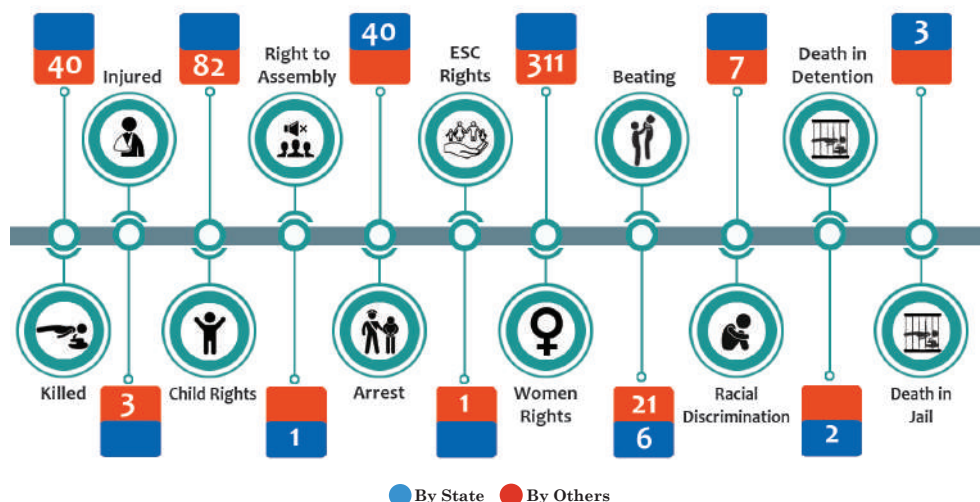 40
Injured
82
Right to
Assembly
40
ESC
Rights
311
Beating
7
Death in
Detention
3
Killed
3
Child Rights
1
Arrest
1
Women
Rights
21
6
Racial
Discrimination
2
Death in
Jail
By State By Others